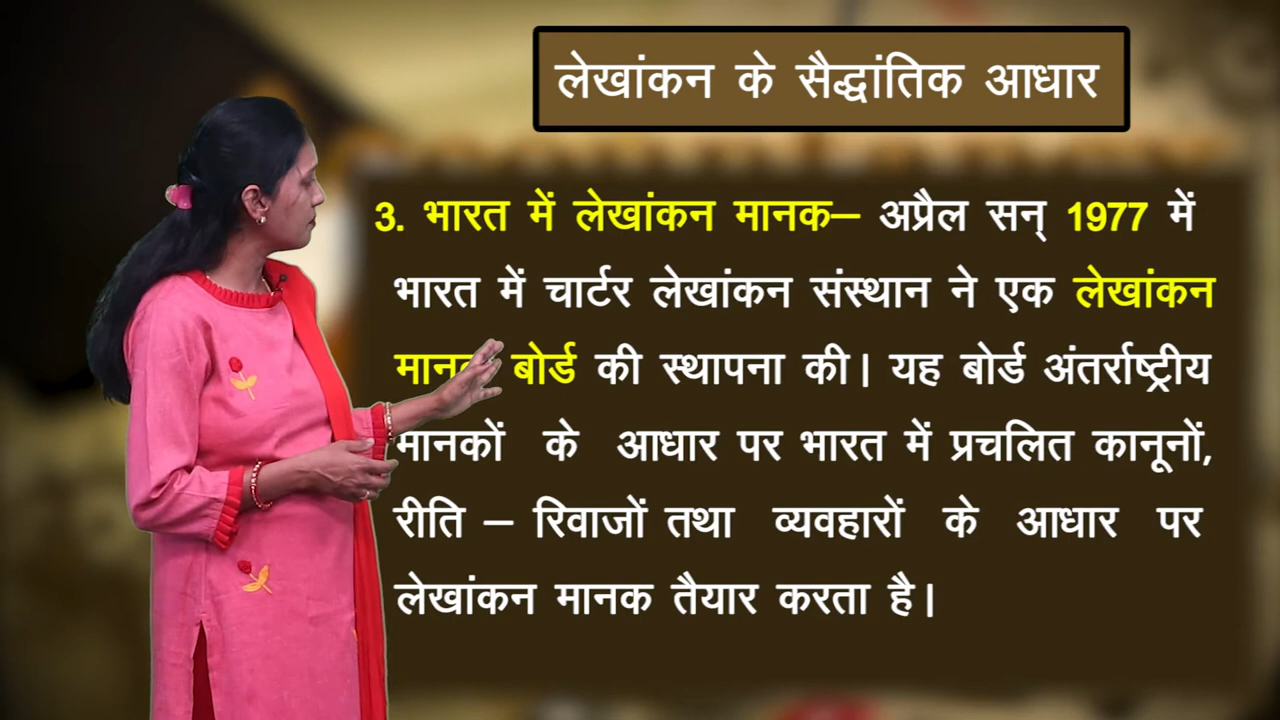 लेखांकन के सैद्धांतिक आधार
3. भारत में लेखांकन मानक– अप्रैल सन् 1977 में
भारत में चार्टर लेखांकन संस्थान ने एक लेखांकन
मानक बोर्ड की स्थापना की। यह बोर्ड अंतर्राष्ट्रीय
मानकों के आधार पर भारत में प्रचलित कानूनों,
रीति – रिवाजों तथा व्यवहारों के आधार पर
लेखांकन मानक तैयार करता है।